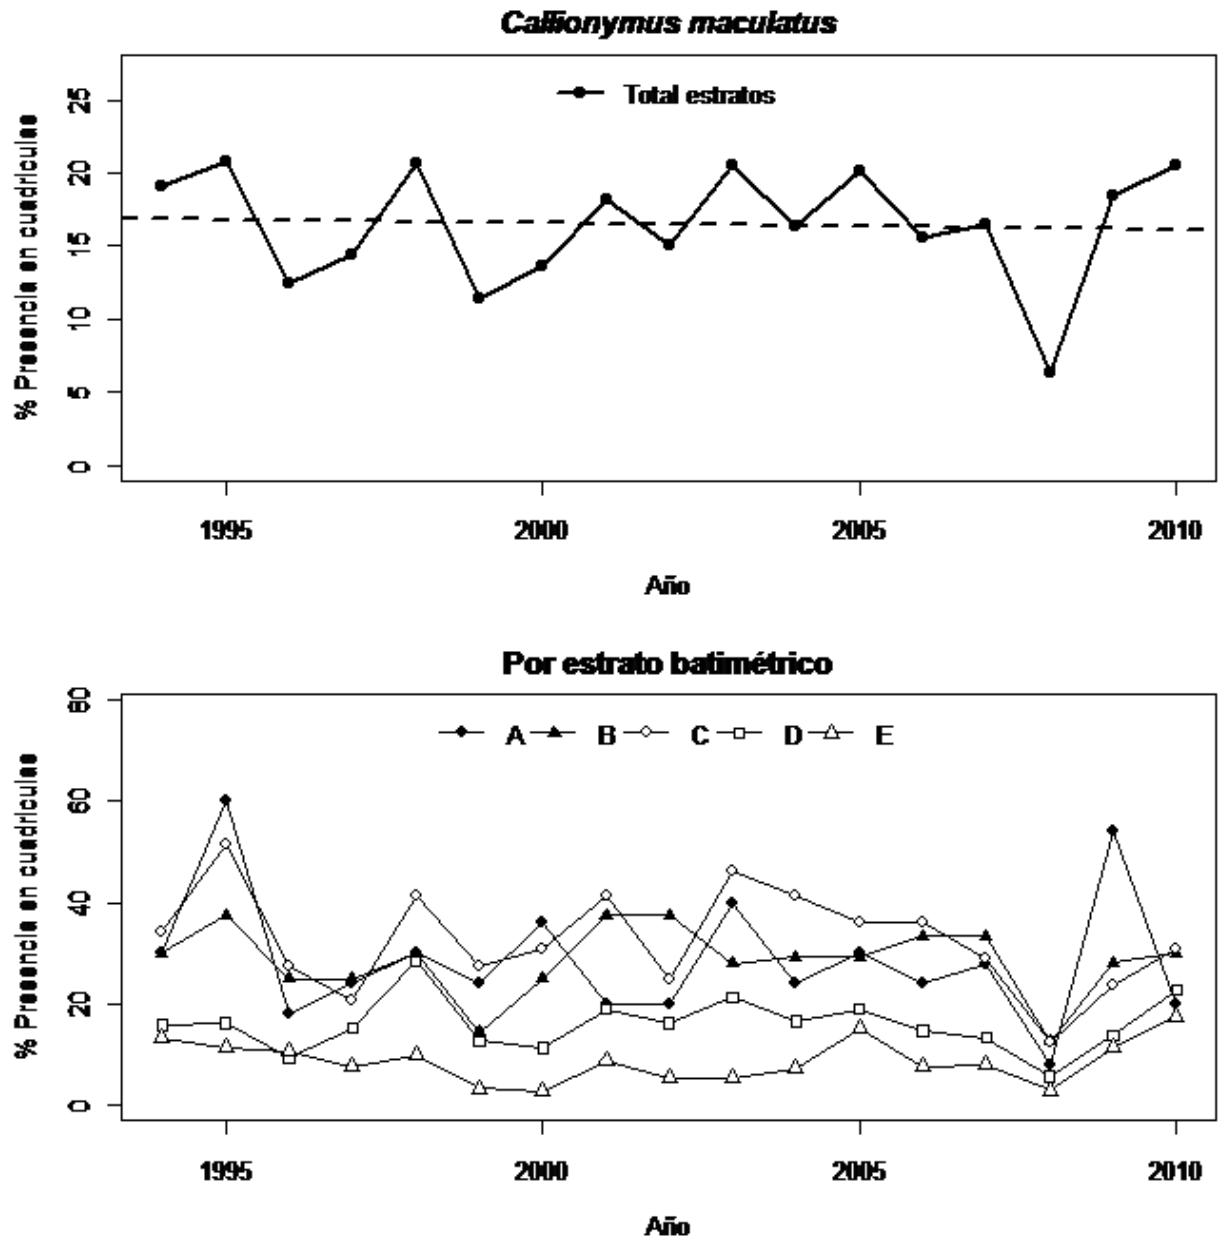 Callionymus maculatus
Total estratos
% Presencia en cuadrículas
25
20
15
10
5
0
1995 2000 2005 2010
Año
Por estrato batimétrico
A B C D E
% Presencia en cuadrículas
80
60
40
20
0
1995 2000 2005 2010
Año